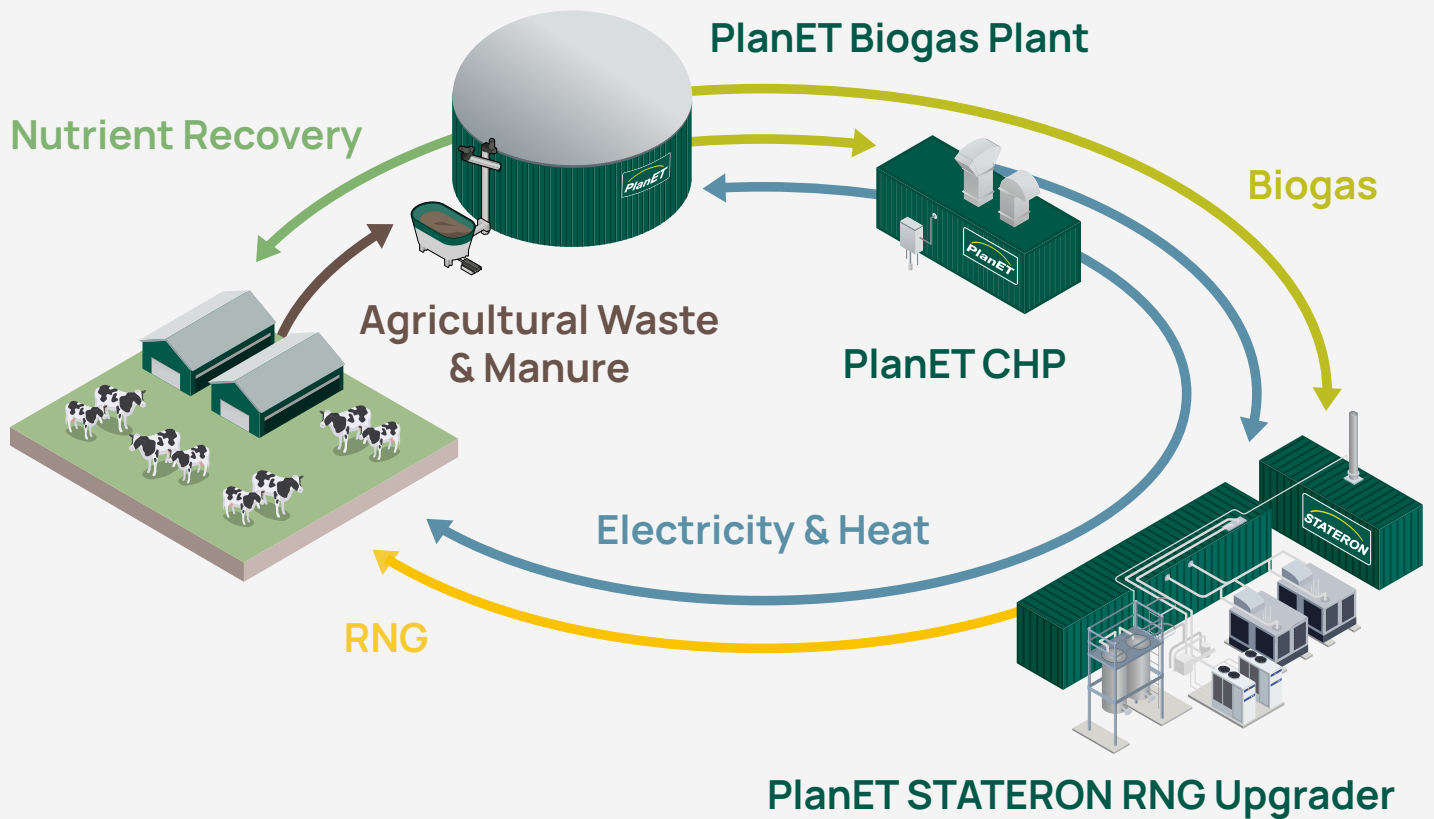 PlanET Biogas Plant
Nutrient Recovery
PlanET
Biogas
PlanET
Agricultural Waste
& Manure
PlanET CHP
Electricity & Heat
STATERON
RNG
PlanET STATERON RNG Upgrader